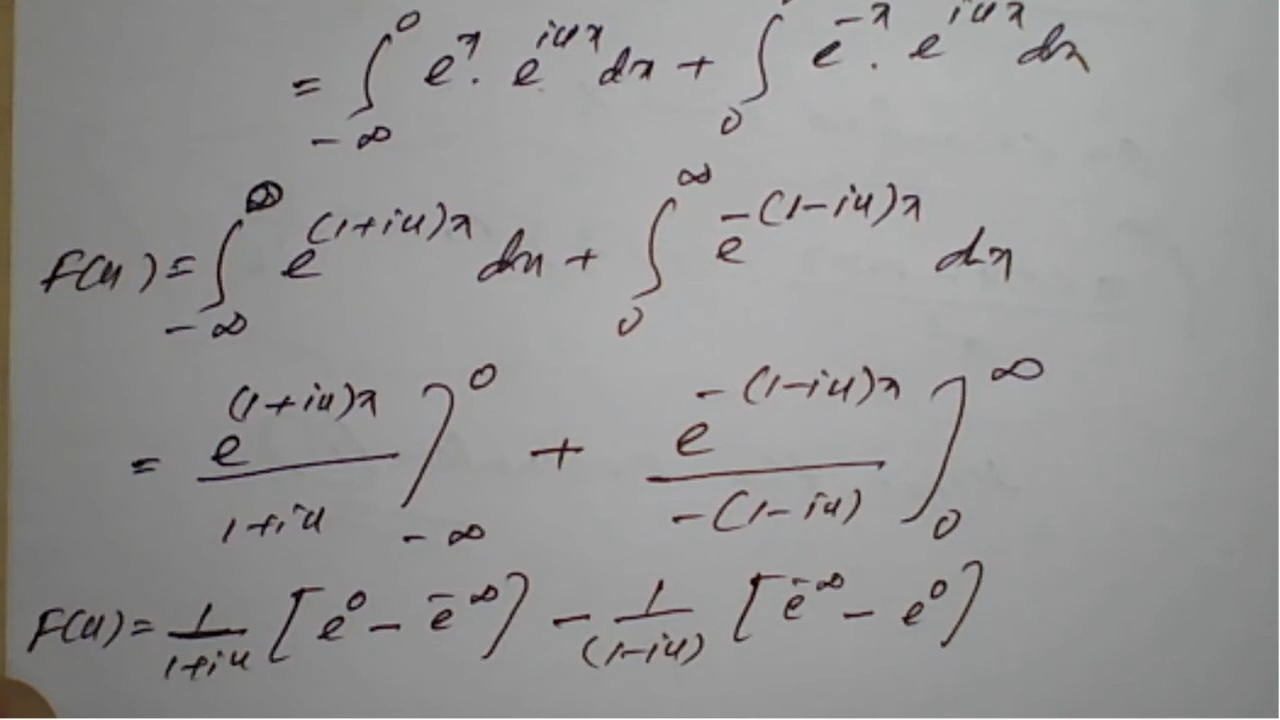 = ∫_{-∞}^{0} e^{x} . e^{iux} dx + ∫_{0} e^{-x} . e^{iux} dx
F(u) = ∫_{-∞} e^{(1+iu)x} dx + ∫_{0}^{∞} e^{-(1-iu)x} dx
= e^{(1+iu)x} / 1+iu ]_{-∞}^{0} + e^{-(1-iu)x} / -(1-iu) ]_{0}^{∞}
F(u) = 1/1+iu [e^{0} - e^{-∞}] - 1/(1-iu) [e^{-∞} - e^{0}]